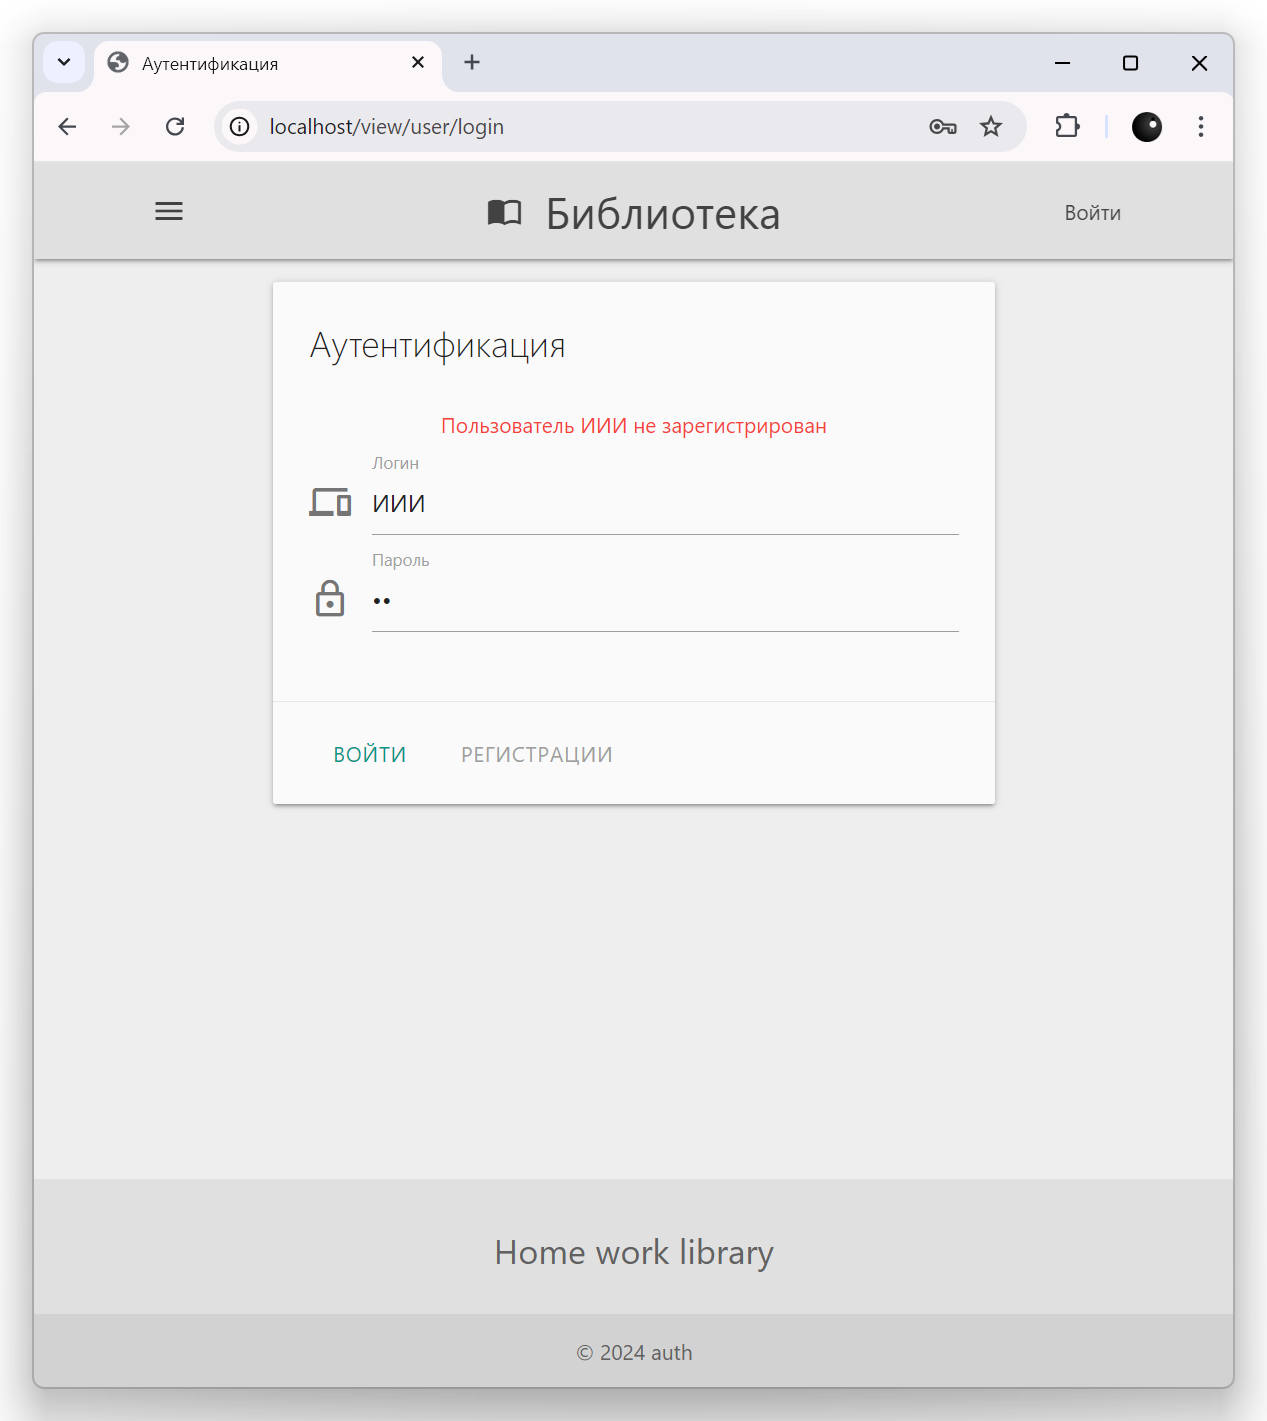 Аутентификация
localhost/view/user/login
Библиотека
Войти
Аутентификация
Пользователь ИИИ не зарегистрирован
Логин
ИИИ
Пароль
••
ВОЙТИ РЕГИСТРАЦИИ
Home work library
© 2024 auth